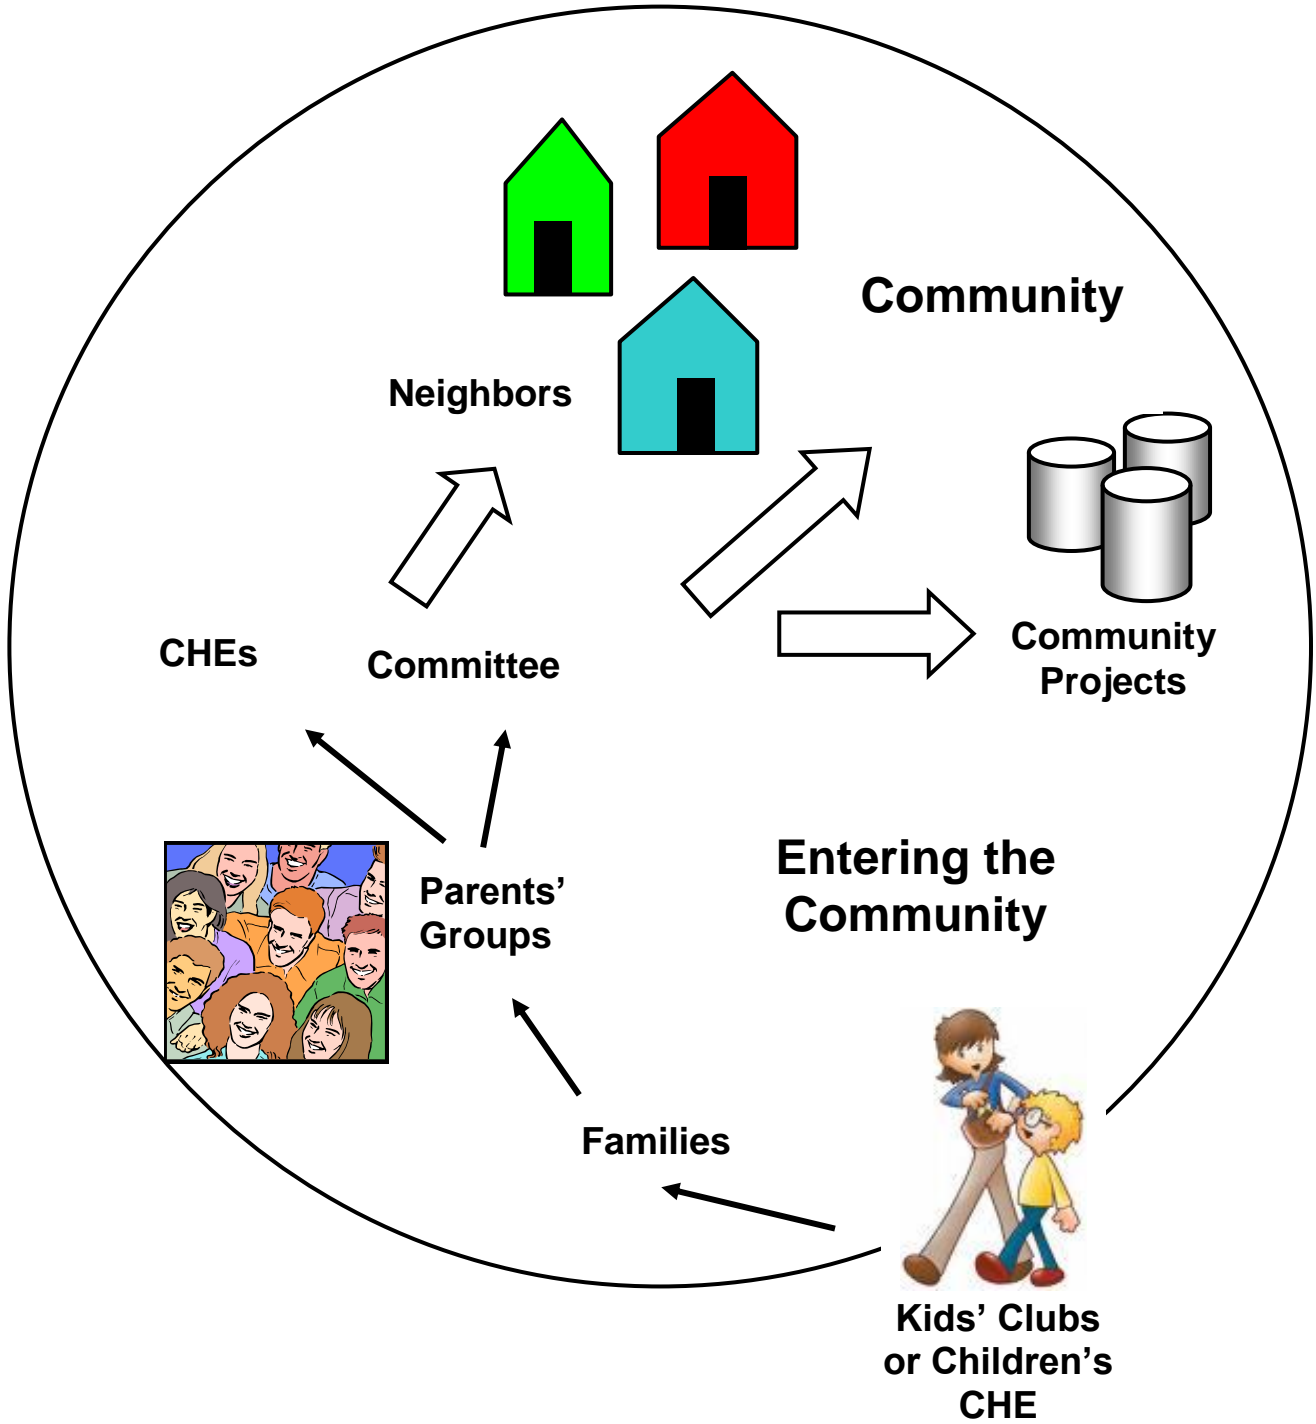 Community
Neighbors
Community
Projects
CHEs
Committee
Entering the
Community
Parents’
Groups
Families
Kids’ Clubs
or Children’s
CHE